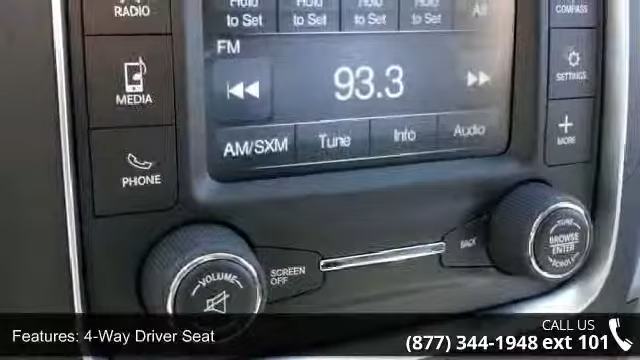 Hold Hold Hold Hold
to Set to Set to Set to Set All
RADIO
COMPASS
FM
93.3
MEDIA
SETTINGS
AM/SXM Tune Info Audio
MORE
PHONE
VOLUME
SCREEN
OFF
BACK
TUNE
BROWSE
ENTER
SCROLL
Features: 4-Way Driver Seat
CALL US
(877) 344-1948 ext 101